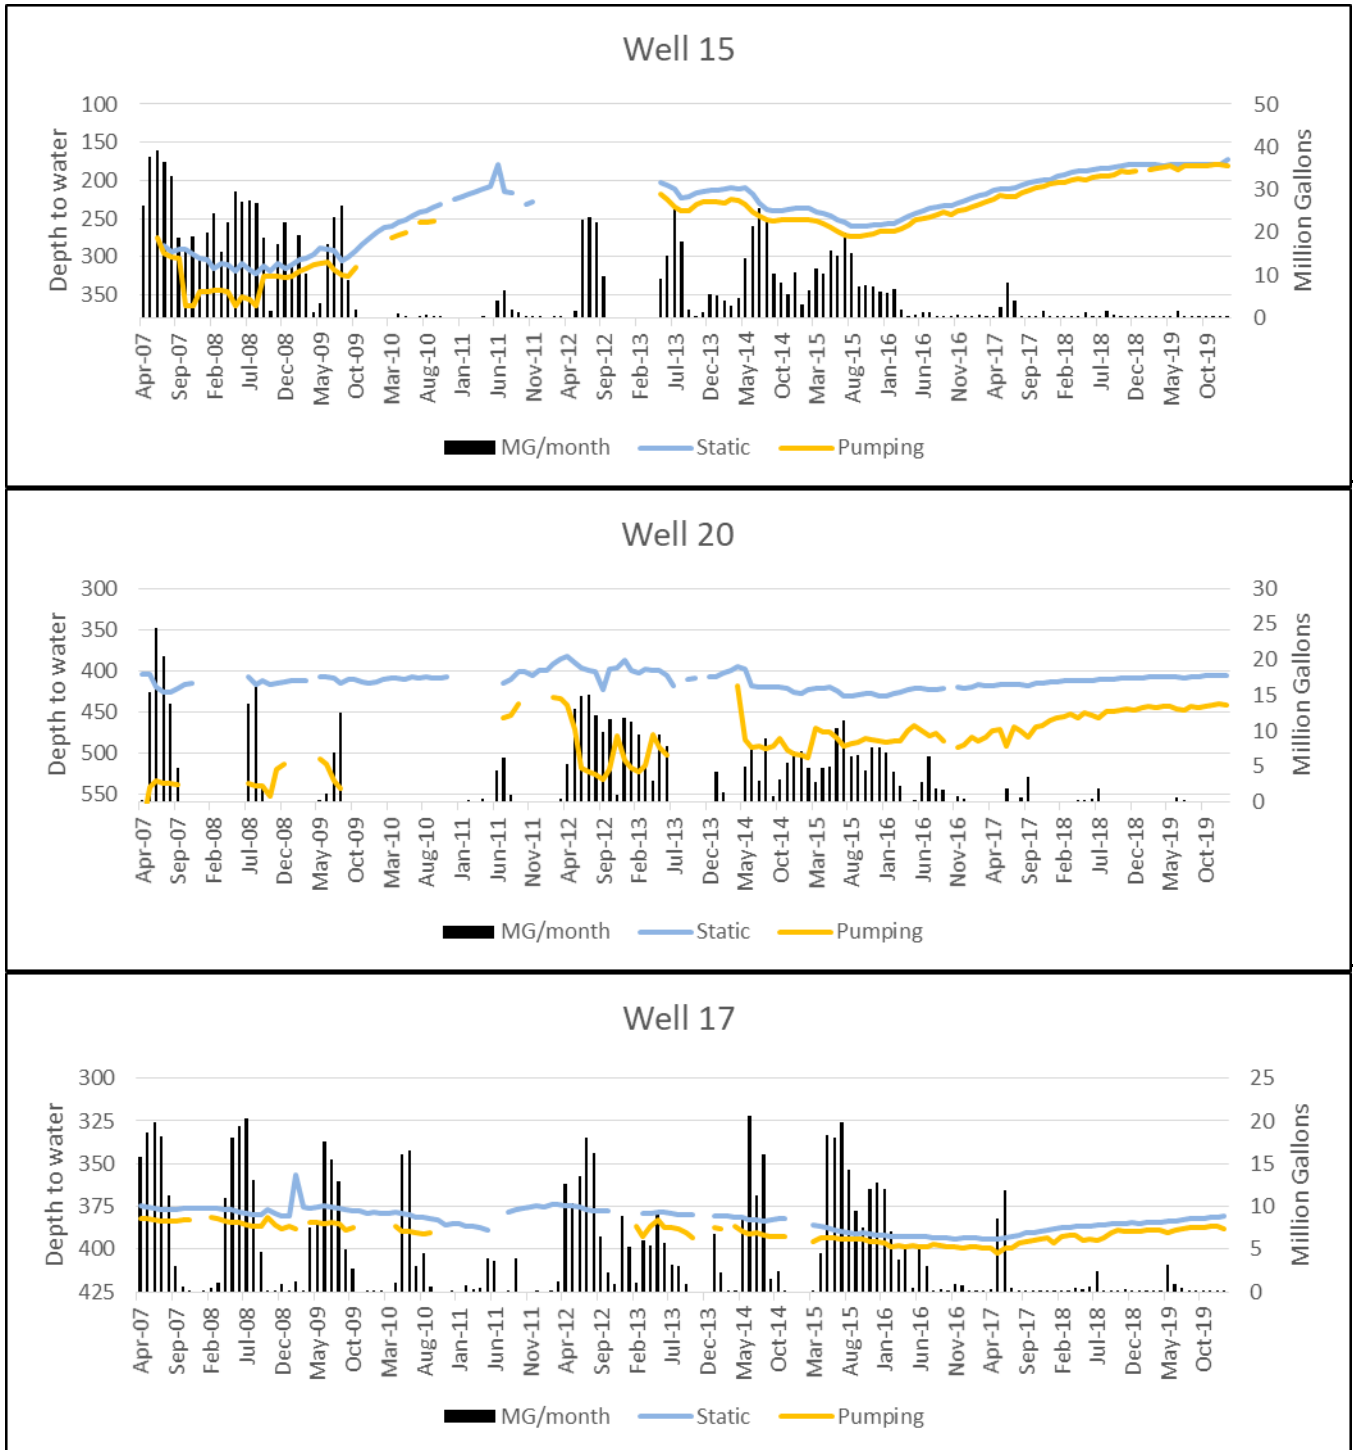 Well 15
100 50
150 40
200 30
250 20
300 10
350 0
Depth to water
Million Gallons
Apr-07 Sep-07 Feb-08 Jul-08 Dec-08 May-09 Oct-09 Mar-10 Aug-10 Jan-11 Jun-11 Nov-11 Apr-12 Sep-12 Feb-13 Jul-13 Dec-13 May-14 Oct-14 Mar-15 Aug-15 Jan-16 Jun-16 Nov-16 Apr-17 Sep-17 Feb-18 Jul-18 Dec-18 May-19 Oct-19
MG/month Static Pumping
Well 20
300 30
350 25
400 20
450 15
500 10
550 5
0
Depth to water
Million Gallons
Apr-07 Sep-07 Feb-08 Jul-08 Dec-08 May-09 Oct-09 Mar-10 Aug-10 Jan-11 Jun-11 Nov-11 Apr-12 Sep-12 Feb-13 Jul-13 Dec-13 May-14 Oct-14 Mar-15 Aug-15 Jan-16 Jun-16 Nov-16 Apr-17 Sep-17 Feb-18 Jul-18 Dec-18 May-19 Oct-19
MG/month Static Pumping
Well 17
300 25
325 20
350 15
375 10
400 5
425 0
Depth to water
Million Gallons
Apr-07 Sep-07 Feb-08 Jul-08 Dec-08 May-09 Oct-09 Mar-10 Aug-10 Jan-11 Jun-11 Nov-11 Apr-12 Sep-12 Feb-13 Jul-13 Dec-13 May-14 Oct-14 Mar-15 Aug-15 Jan-16 Jun-16 Nov-16 Apr-17 Sep-17 Feb-18 Jul-18 Dec-18 May-19 Oct-19
MG/month Static Pumping